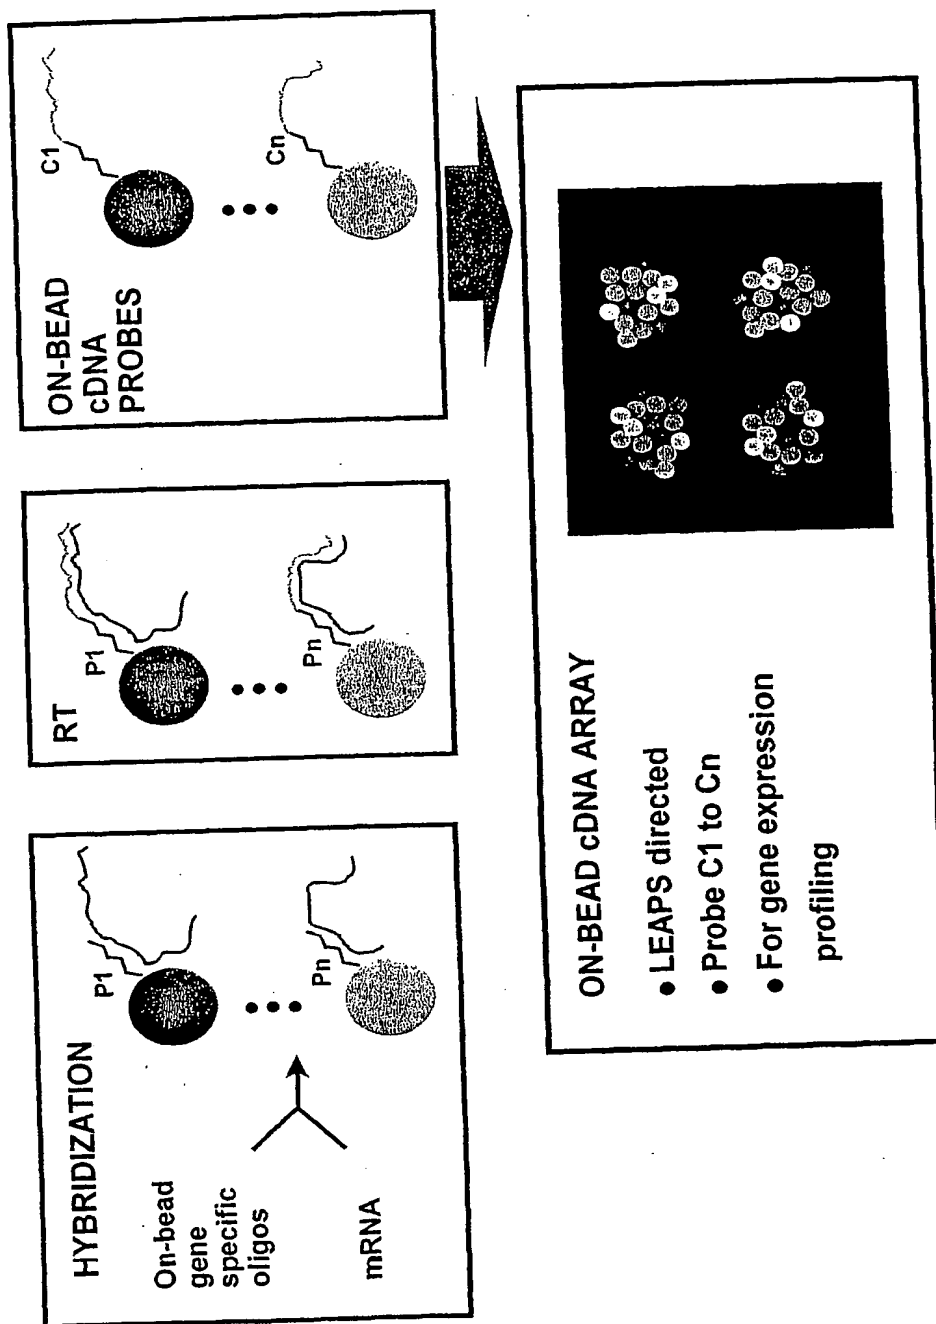 HYBRIDIZATION
On-bead
gene
specific
oligos
mRNA
P1
Pn
RT
P1
Pn
ON-BEAD
cDNA
PROBES
C1
Cn
ON-BEAD cDNA ARRAY
● LEAPS directed
● Probe C1 to Cn
● For gene expression
profiling